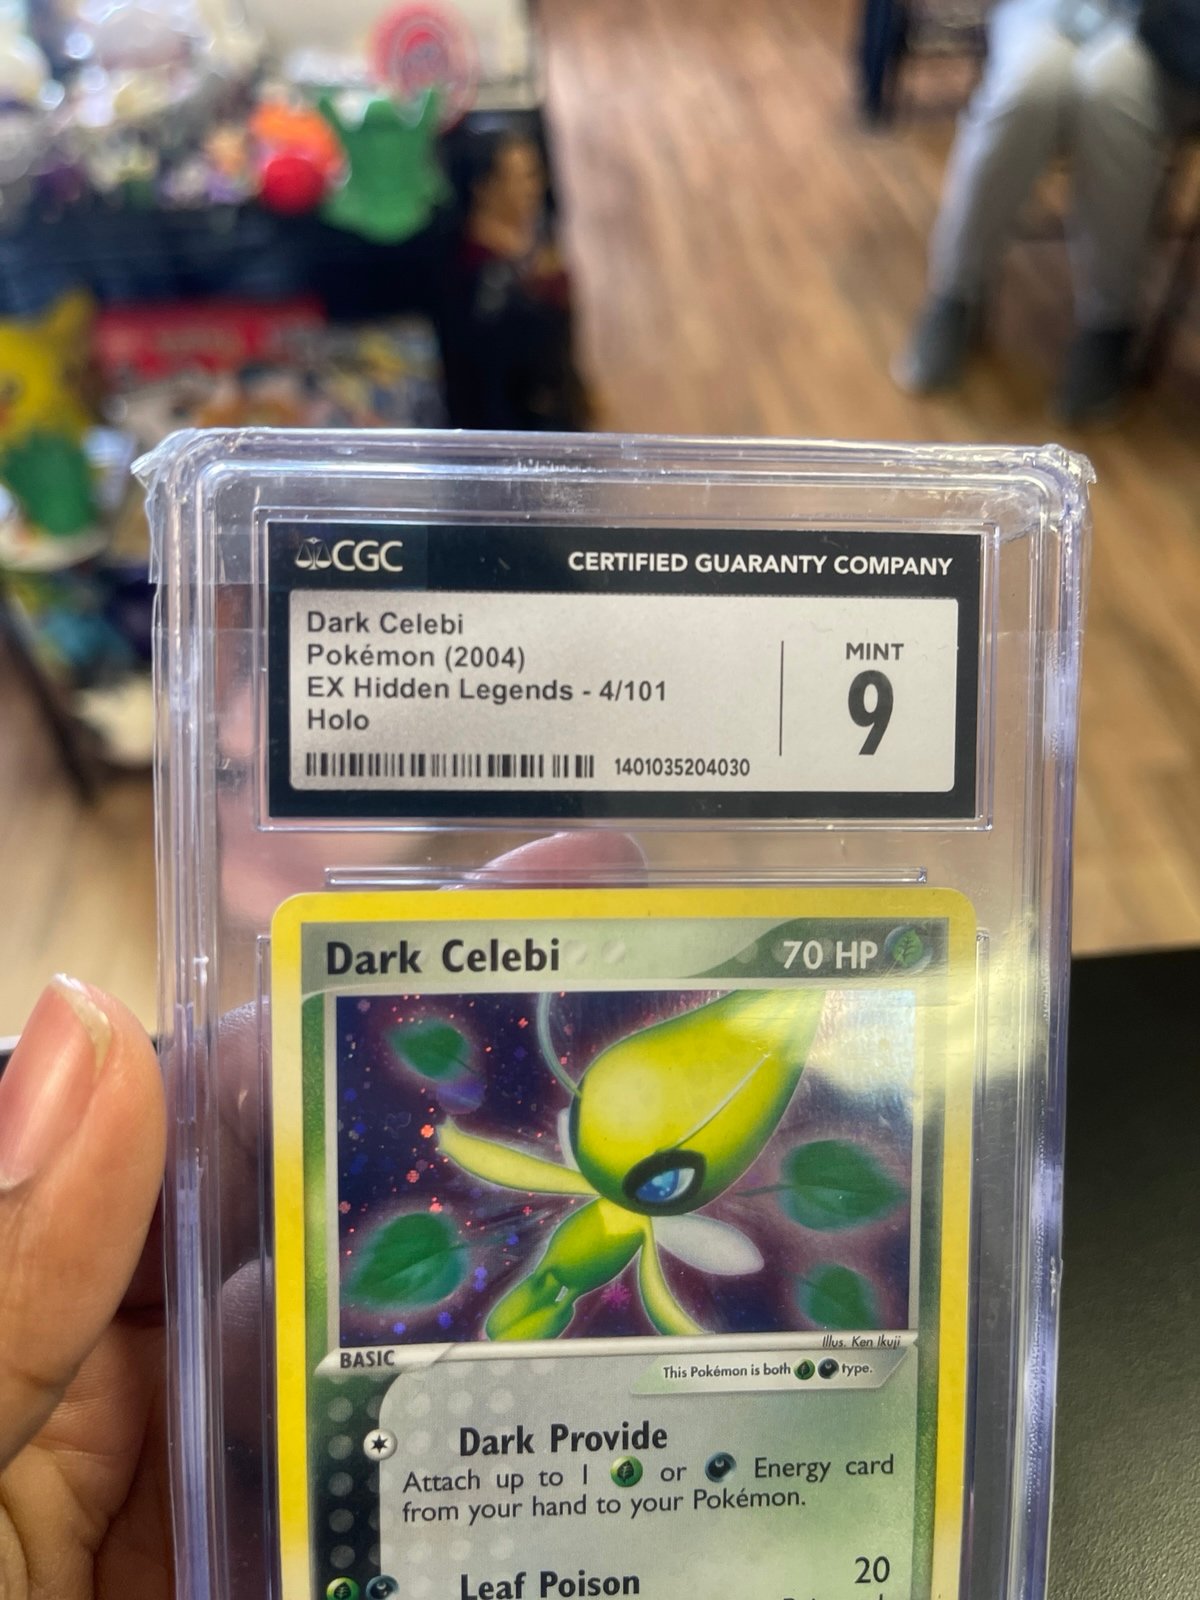 CGC
CERTIFIED GUARANTY COMPANY
Dark Celebi
Pokémon (2004)
EX Hidden Legends - 4/101
Holo
1401035204030
MINT
9
Dark Celebi
70 HP
Illus. Ken Ikuji
BASIC
This Pokémon is both type.
Dark Provide
Attach up to 1 or Energy card
from your hand to your Pokémon.
Leaf Poison
20